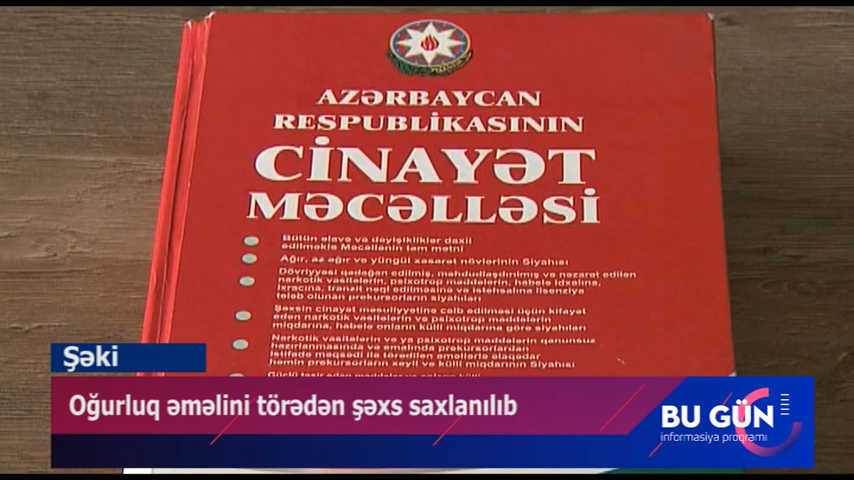 AZƏRBAYCAN
RESPUBLİKASININ
CİNAYƏT
MƏCƏLLƏSİ
Bütün əlavə və dəyişikliklər daxil
edilməklə Məcəllənin tam mətni
Ağır, az ağır və yüngül xəsarət növlərinin Siyahısı
Dövriyyəsi qadağan edilmiş, məhdudlaşdırılmış və nəzarət edilən
narkotik vasitələrin, psixotrop maddələrin, habelə idxalına,
ixracına, tranzit nəql edilməsinə və istehsalına lisenziya
tələb olunan prekursorların siyahıları
Şəxsin cinayət məsuliyyətinə cəlb edilməsi üçün kifayət
edən narkotik vasitələrin və psixotrop maddələrin
miqdarına, habelə onların külli miqdarına görə siyahıları
Narkotik vasitələrin və ya psixotrop maddələrin qanunsuz
hazırlanmasında və emalında prekursorlardan
istifadə məqsədi ilə törədilən əməllərlə əlaqədar
həmin prekursorların xeyli və külli miqdarının Siyahısı
Şəki
Oğurluq əməlini törədən şəxs saxlanılıb
BU GÜN
informasiya proqramı